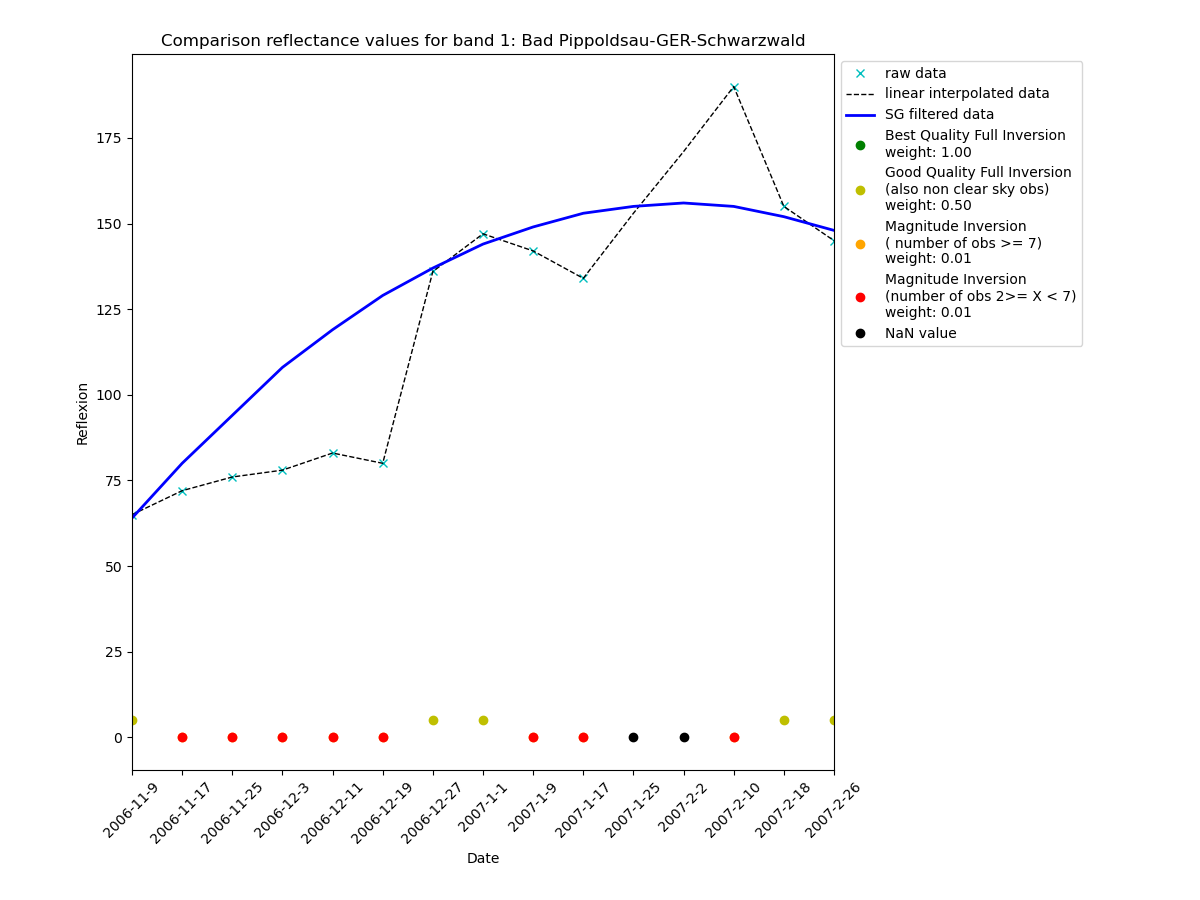 Comparison reflectance values for band 1: Bad Pippoldsau-GER-Schwarzwald
raw data
linear interpolated data
SG filtered data
Best Quality Full Inversion
weight: 1.00
Good Quality Full Inversion
(also non clear sky obs)
weight: 0.50
Magnitude Inversion
( number of obs >= 7)
weight: 0.01
Magnitude Inversion
(number of obs 2>= X < 7)
weight: 0.01
NaN value
175
150
125
100
75
50
25
0
Reflexion
2006-11-9
2006-11-17
2006-11-25
2006-12-3
2006-12-11
2006-12-19
2006-12-27
2007-1-1
2007-1-9
2007-1-17
2007-1-25
2007-2-2
2007-2-10
2007-2-18
2007-2-26
Date